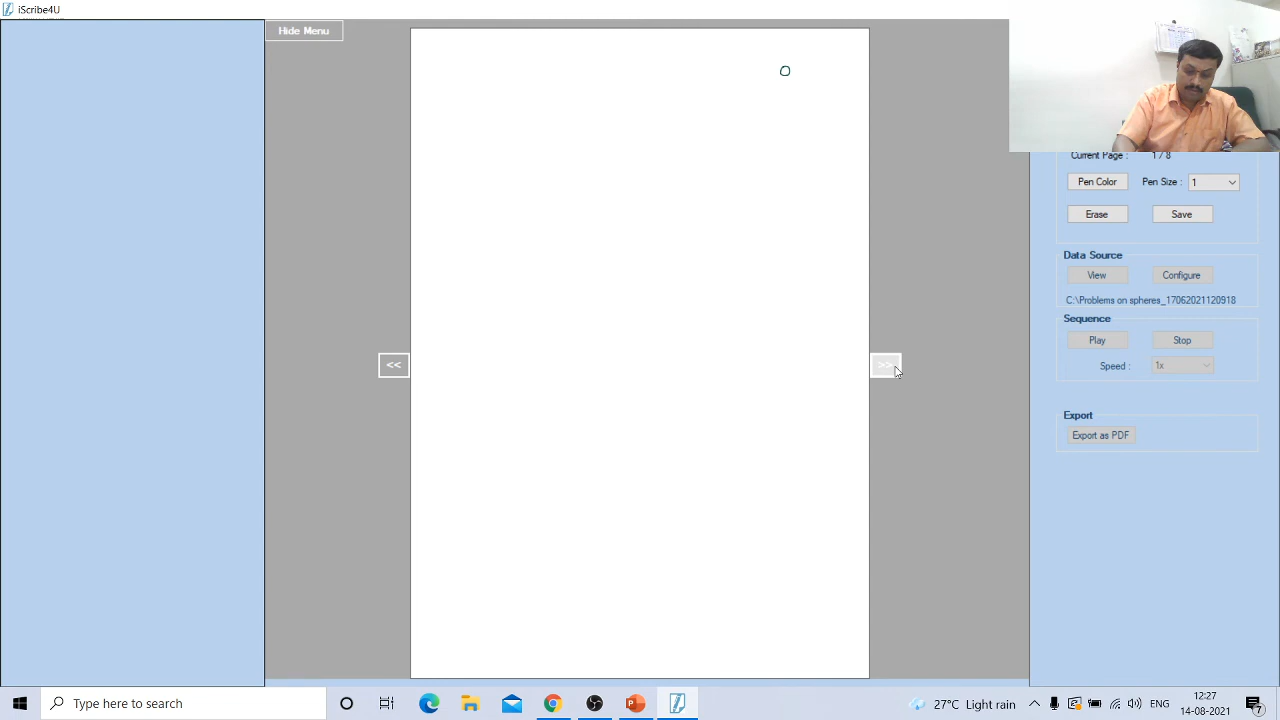 iScribe4U
Hide Menu
o
Current Page : 1 / 8
Pen Color Pen Size : 1
Erase Save
Data Source
View Configure
C:\Problems on spheres_17062021120918
Sequence
Play Stop
Speed : 1x
<< >>
Export
Export as PDF
Type here to search
27°C Light rain
ENG
12:27
14-08-2021
7